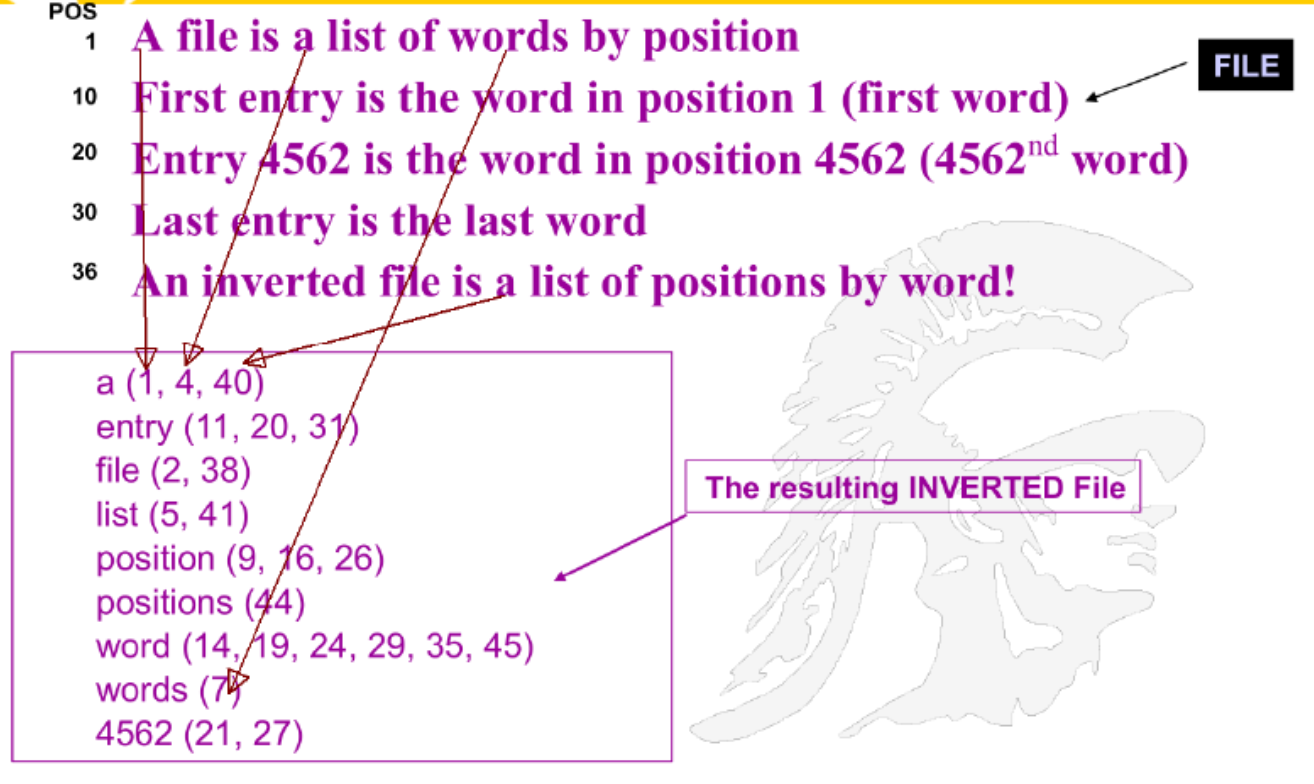 POS
1 A file is a list of words by position
10 First entry is the word in position 1 (first word)
FILE
20 Entry 4562 is the word in position 4562 (4562nd word)
30 Last entry is the last word
36 An inverted file is a list of positions by word!
a (1, 4, 40)
entry (11, 20, 31)
file (2, 38)
list (5, 41)
The resulting INVERTED File
position (9, 16, 26)
positions (44)
word (14, 19, 24, 29, 35, 45)
words (7)
4562 (21, 27)